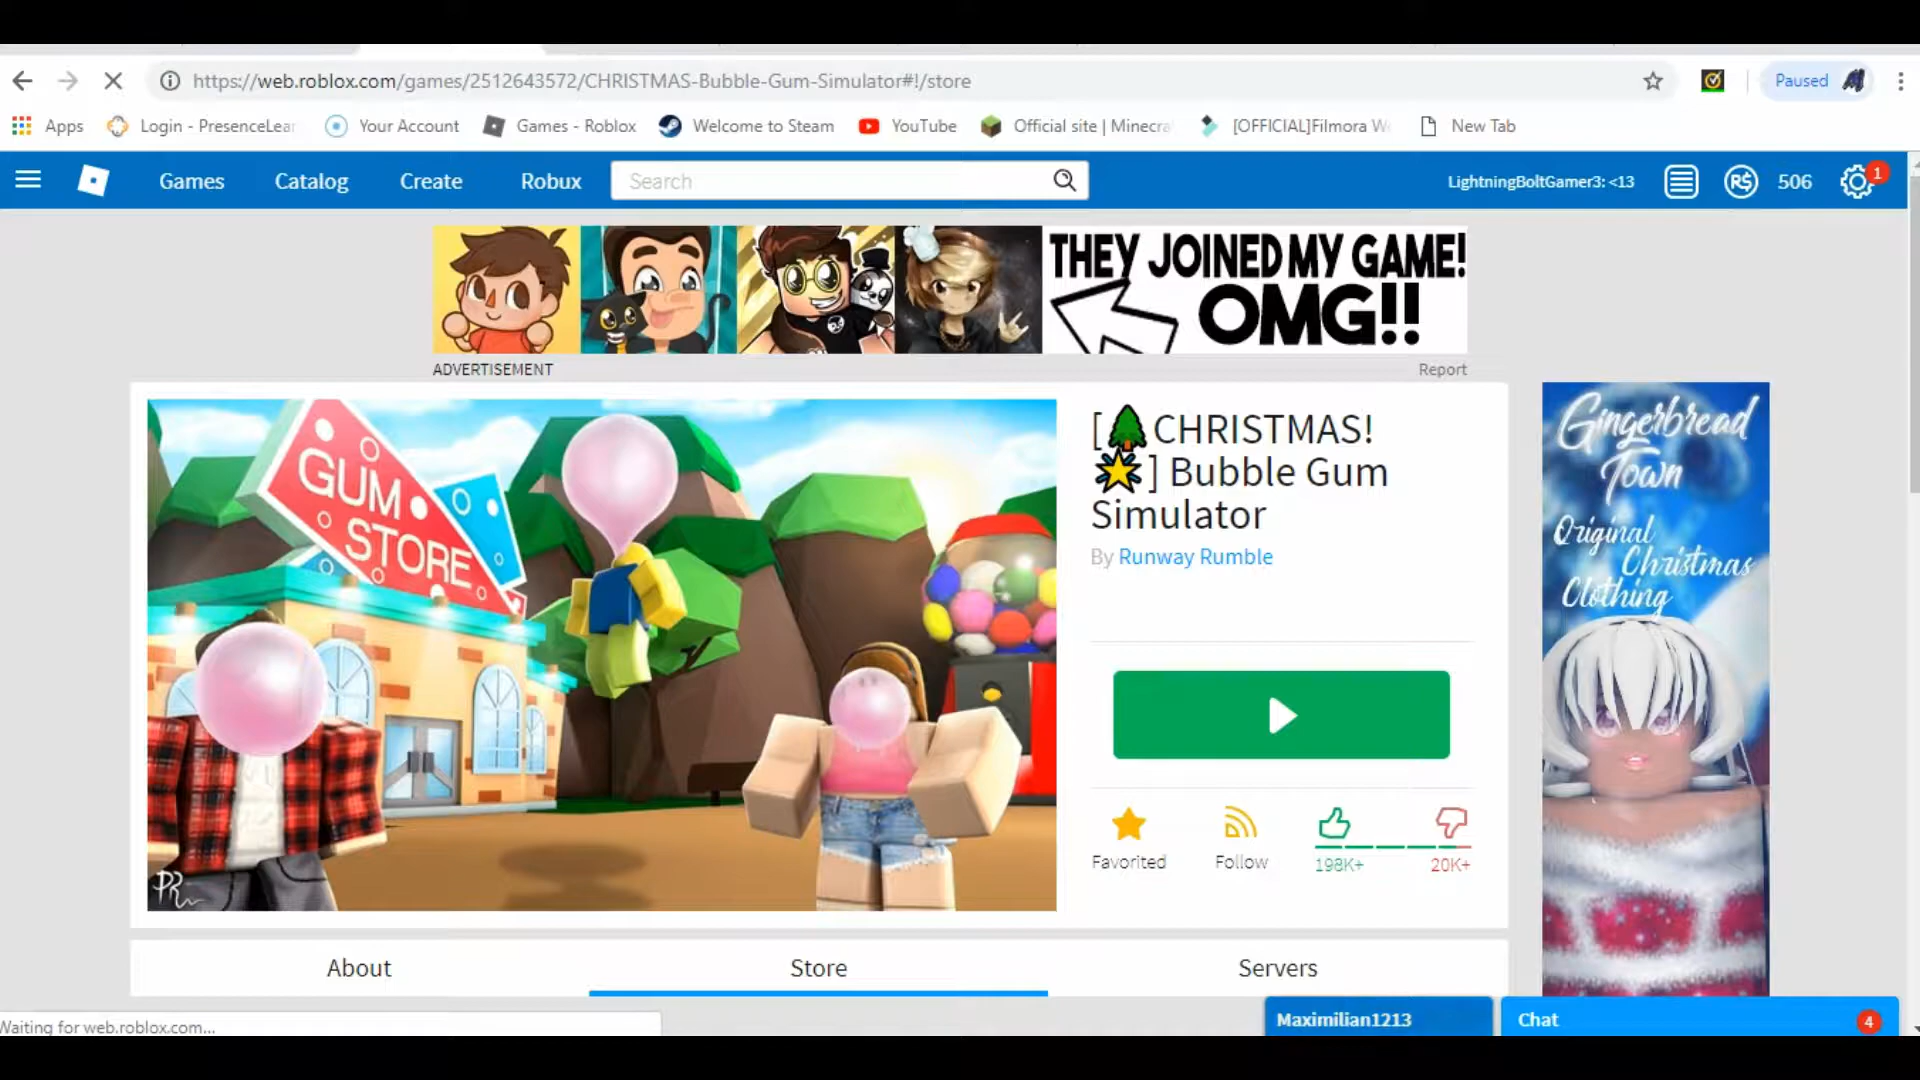 https://web.roblox.com/games/2512643572/CHRISTMAS-Bubble-Gum-Simulator#!/store
Paused
Apps
Login - PresenceLea
Your Account
Games - Roblox
Welcome to Steam
YouTube
Official site | Minecra
[OFFICIAL]Filmora W
New Tab
Games
Catalog
Create
Robux
Search
LightningBoltGamer3: <13
R$
506
1
THEY JOINED MY GAME!
OMG!!
ADVERTISEMENT
Report
GUM
STORE
[🌲CHRISTMAS!
🌟] Bubble Gum
Simulator
By Runway Rumble
Favorited
Follow
198K+
20K+
Gingerbread
Town
Original
Christmas
Clothing
About
Store
Servers
Waiting for web.roblox.com...
Maximilian1213
Chat
4